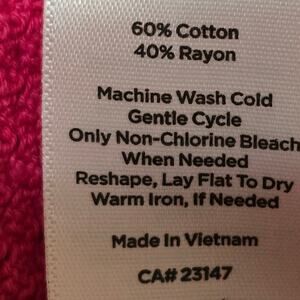 60% Cotton
40% Rayon
Machine Wash Cold
Gentle Cycle
Only Non-Chlorine Bleach
When Needed
Reshape, Lay Flat To Dry
Warm Iron, If Needed
Made In Vietnam
CA# 23147